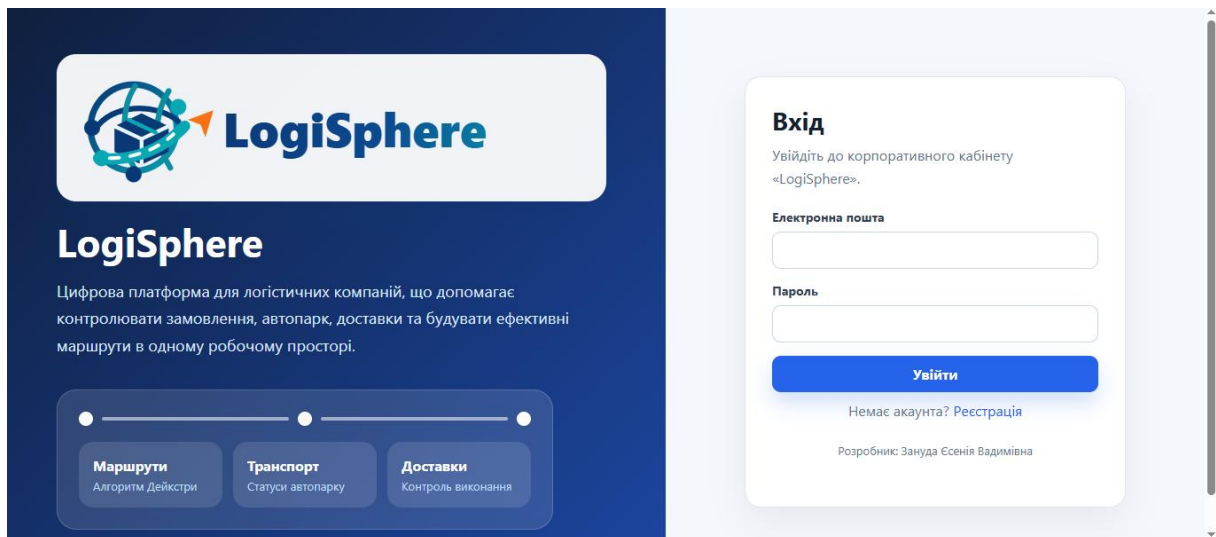 LogiSphere
LogiSphere
Цифрова платформа для логістичних компаній, що допомагає
контролювати замовлення, автопарк, доставки та будувати ефективні
маршрути в одному робочому просторі.
Маршрути
Алгоритм Дейкстри
Транспорт
Статуси автопарку
Доставки
Контроль виконання
Вхід
Увійдіть до корпоративного кабінету
«LogiSphere».
Електронна пошта
Пароль
Увійти
Немає акаунта? Реєстрація
Розробник: Зануда Єсенія Вадимівна